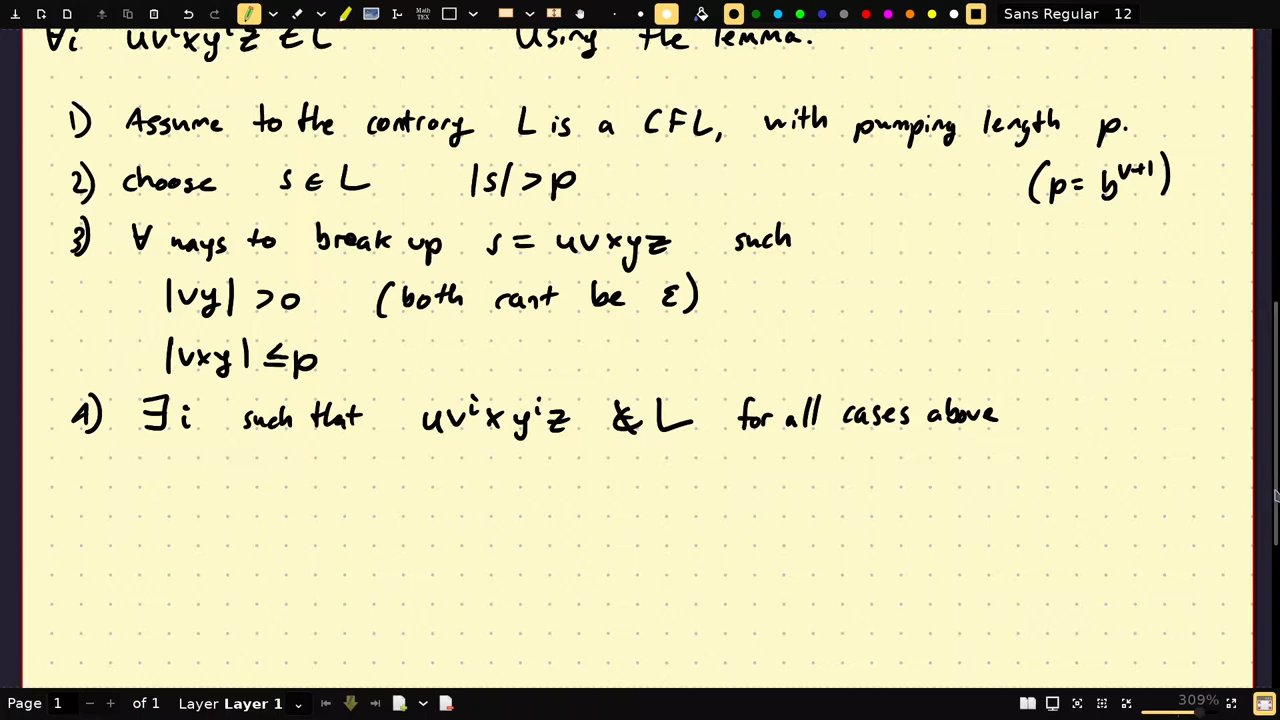 Sans Regular 12
∀i uvⁱxyⁱz ∈ L Using the lemma.
1) Assume to the contrary L is a CFL, with pumping length p.
2) choose s ∈ L |s| > p (p = b^{v+1})
3) ∀ ways to break up s = uvxyz such
|vy| > 0 (both cant be ε)
|vxy| ≤ p
4) ∃i such that uvⁱxyⁱz ∉ L for all cases above
Page 1 of 1 Layer Layer 1 309%